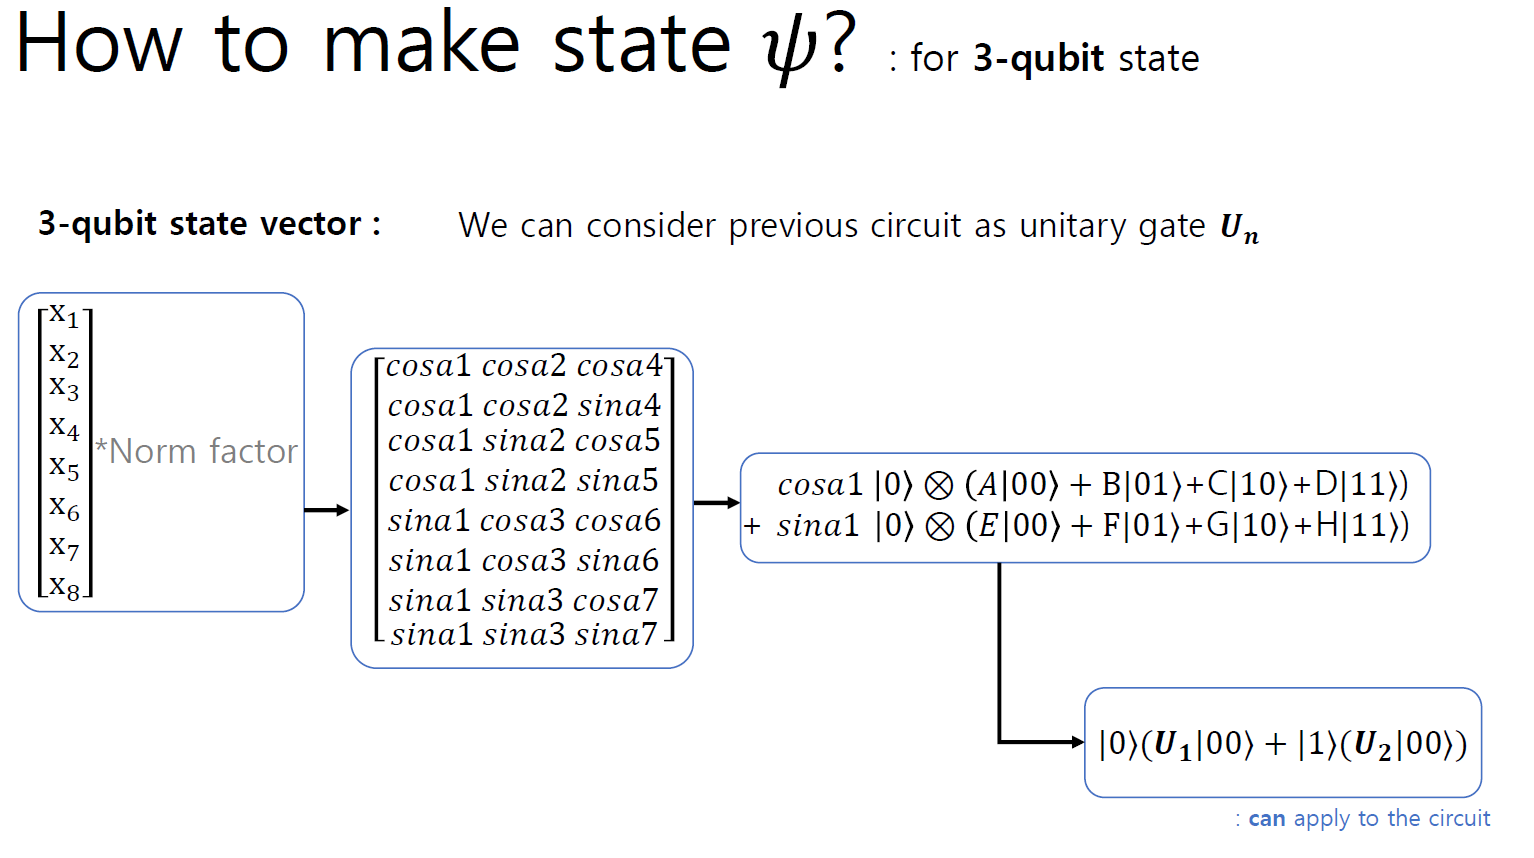 How to make state ψ? : for 3-qubit state
3-qubit state vector : We can consider previous circuit as unitary gate Uₙ
x₁
x₂
x₃
x₄
x₅
x₆
x₇
x₈
*Norm factor
cosa1 cosa2 cosa4
cosa1 cosa2 sina4
cosa1 sina2 cosa5
cosa1 sina2 sina5
sina1 cosa3 cosa6
sina1 cosa3 sina6
sina1 sina3 cosa7
sina1 sina3 sina7
cosa1 |0⟩ ⊗ (A|00⟩ + B|01⟩+C|10⟩+D|11⟩)
+ sina1 |0⟩ ⊗ (E|00⟩ + F|01⟩+G|10⟩+H|11⟩)
|0⟩(U₁|00⟩ + |1⟩(U₂|00⟩)
: can apply to the circuit